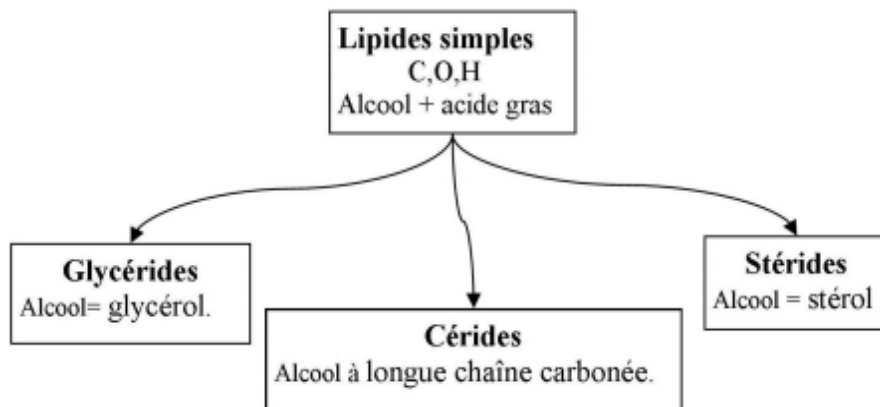 Lipides simples
C,O,H
Alcool + acide gras
Glycérides
Alcool= glycérol.
Cérides
Alcool à longue chaîne carbonée.
Stérides
Alcool = stérol